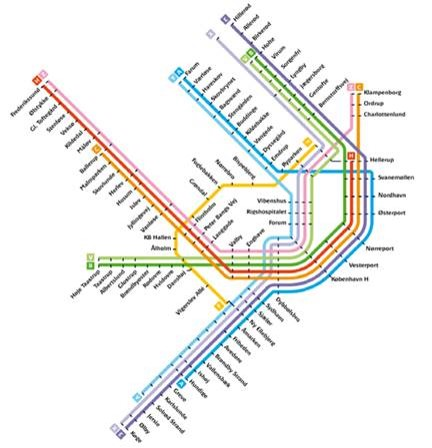 Hillerød
Allerød
Birkerød
Holte
Virum
Sorgenfri
Lyngby
Jægersborg
Gentofte
Bernstorffsvej
Farum
Værløse
Hareskov
Skovbrynet
Bagsværd
Stengården
Buddinge
Kildebakke
Vangede
Dyssegård
Emdrup
Ryparken
Klampenborg
Ordrup
Charlottenlund
Hellerup
Svanemøllen
Nordhavn
Østerport
Nørreport
Vesterport
København H
Frederikssund
Ølstykke
Gl. Toftegård
Stenløse
Veksø
Kildedal
Måløv
Ballerup
Malmparken
Skovlunde
Herlev
Husum
Islev
Jyllingevej
Vanløse
Flintholm
Peter Bangs Vej
Langgade
Valby
Enghave
Bispebjerg
Nørrebro
Fuglebakken
Grøndal
KB Hallen
Ålholm
Danshøj
Vigerslev Allé
Vibenshus
Rigshospitalet
Forum
Høje Taastrup
Taastrup
Albertslund
Glostrup
Brøndbyøster
Rødovre
Hvidovre
Dybbølsbro
Sydhavn
Sjælør
Ny Ellebjerg
Åmarken
Friheden
Avedøre
Brøndby Strand
Vallensbæk
Ishøj
Hundige
Greve
Karlslunde
Solrød Strand
Jersie
Ølby
Køge